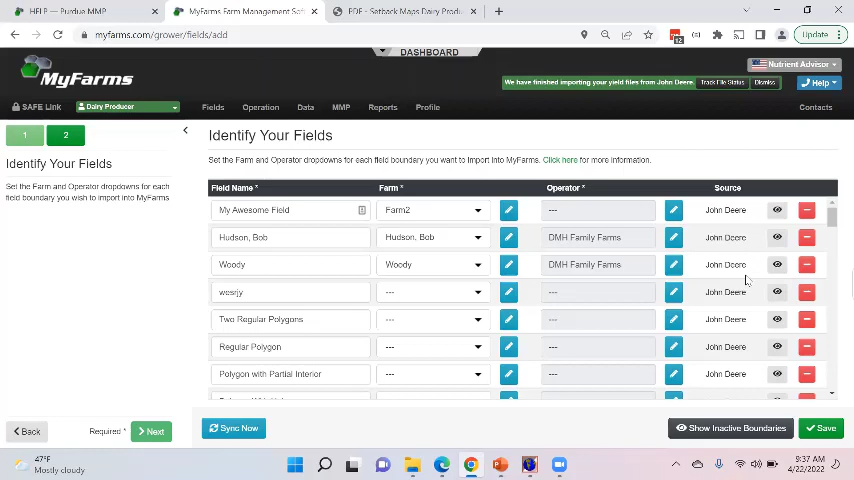 HELP — Purdue MMP
MyFarms Farm Management Soft
PDF - Setback Maps Dairy Produ
myfarms.com/grower/fields/add
12
Update
DASHBOARD
MYFARMS
Nutrient Advisor
We have finished importing your yield files from John Deere. Track File Status Dismiss
Help
SAFE Link
Dairy Producer
Fields Operation Data MMP Reports Profile
Contacts
1 2
Identify Your Fields
Set the Farm and Operator dropdowns for each
field boundary you wish to import into MyFarms
Back Required * Next
Identify Your Fields
Set the Farm and Operator dropdowns for each field boundary you want to Import into MyFarms. Click here for more information.
Field Name * Farm * Operator * Source
My Awesome Field Farm2 --- John Deere
Hudson, Bob Hudson, Bob DMH Family Farms John Deere
Woody Woody DMH Family Farms John Deere
wesrjy --- --- John Deere
Two Regular Polygons --- --- John Deere
Regular Polygon --- --- John Deere
Polygon with Partial Interior --- --- John Deere
Sync Now Show Inactive Boundaries Save
47°F
Mostly cloudy
9:37 AM
4/22/2022